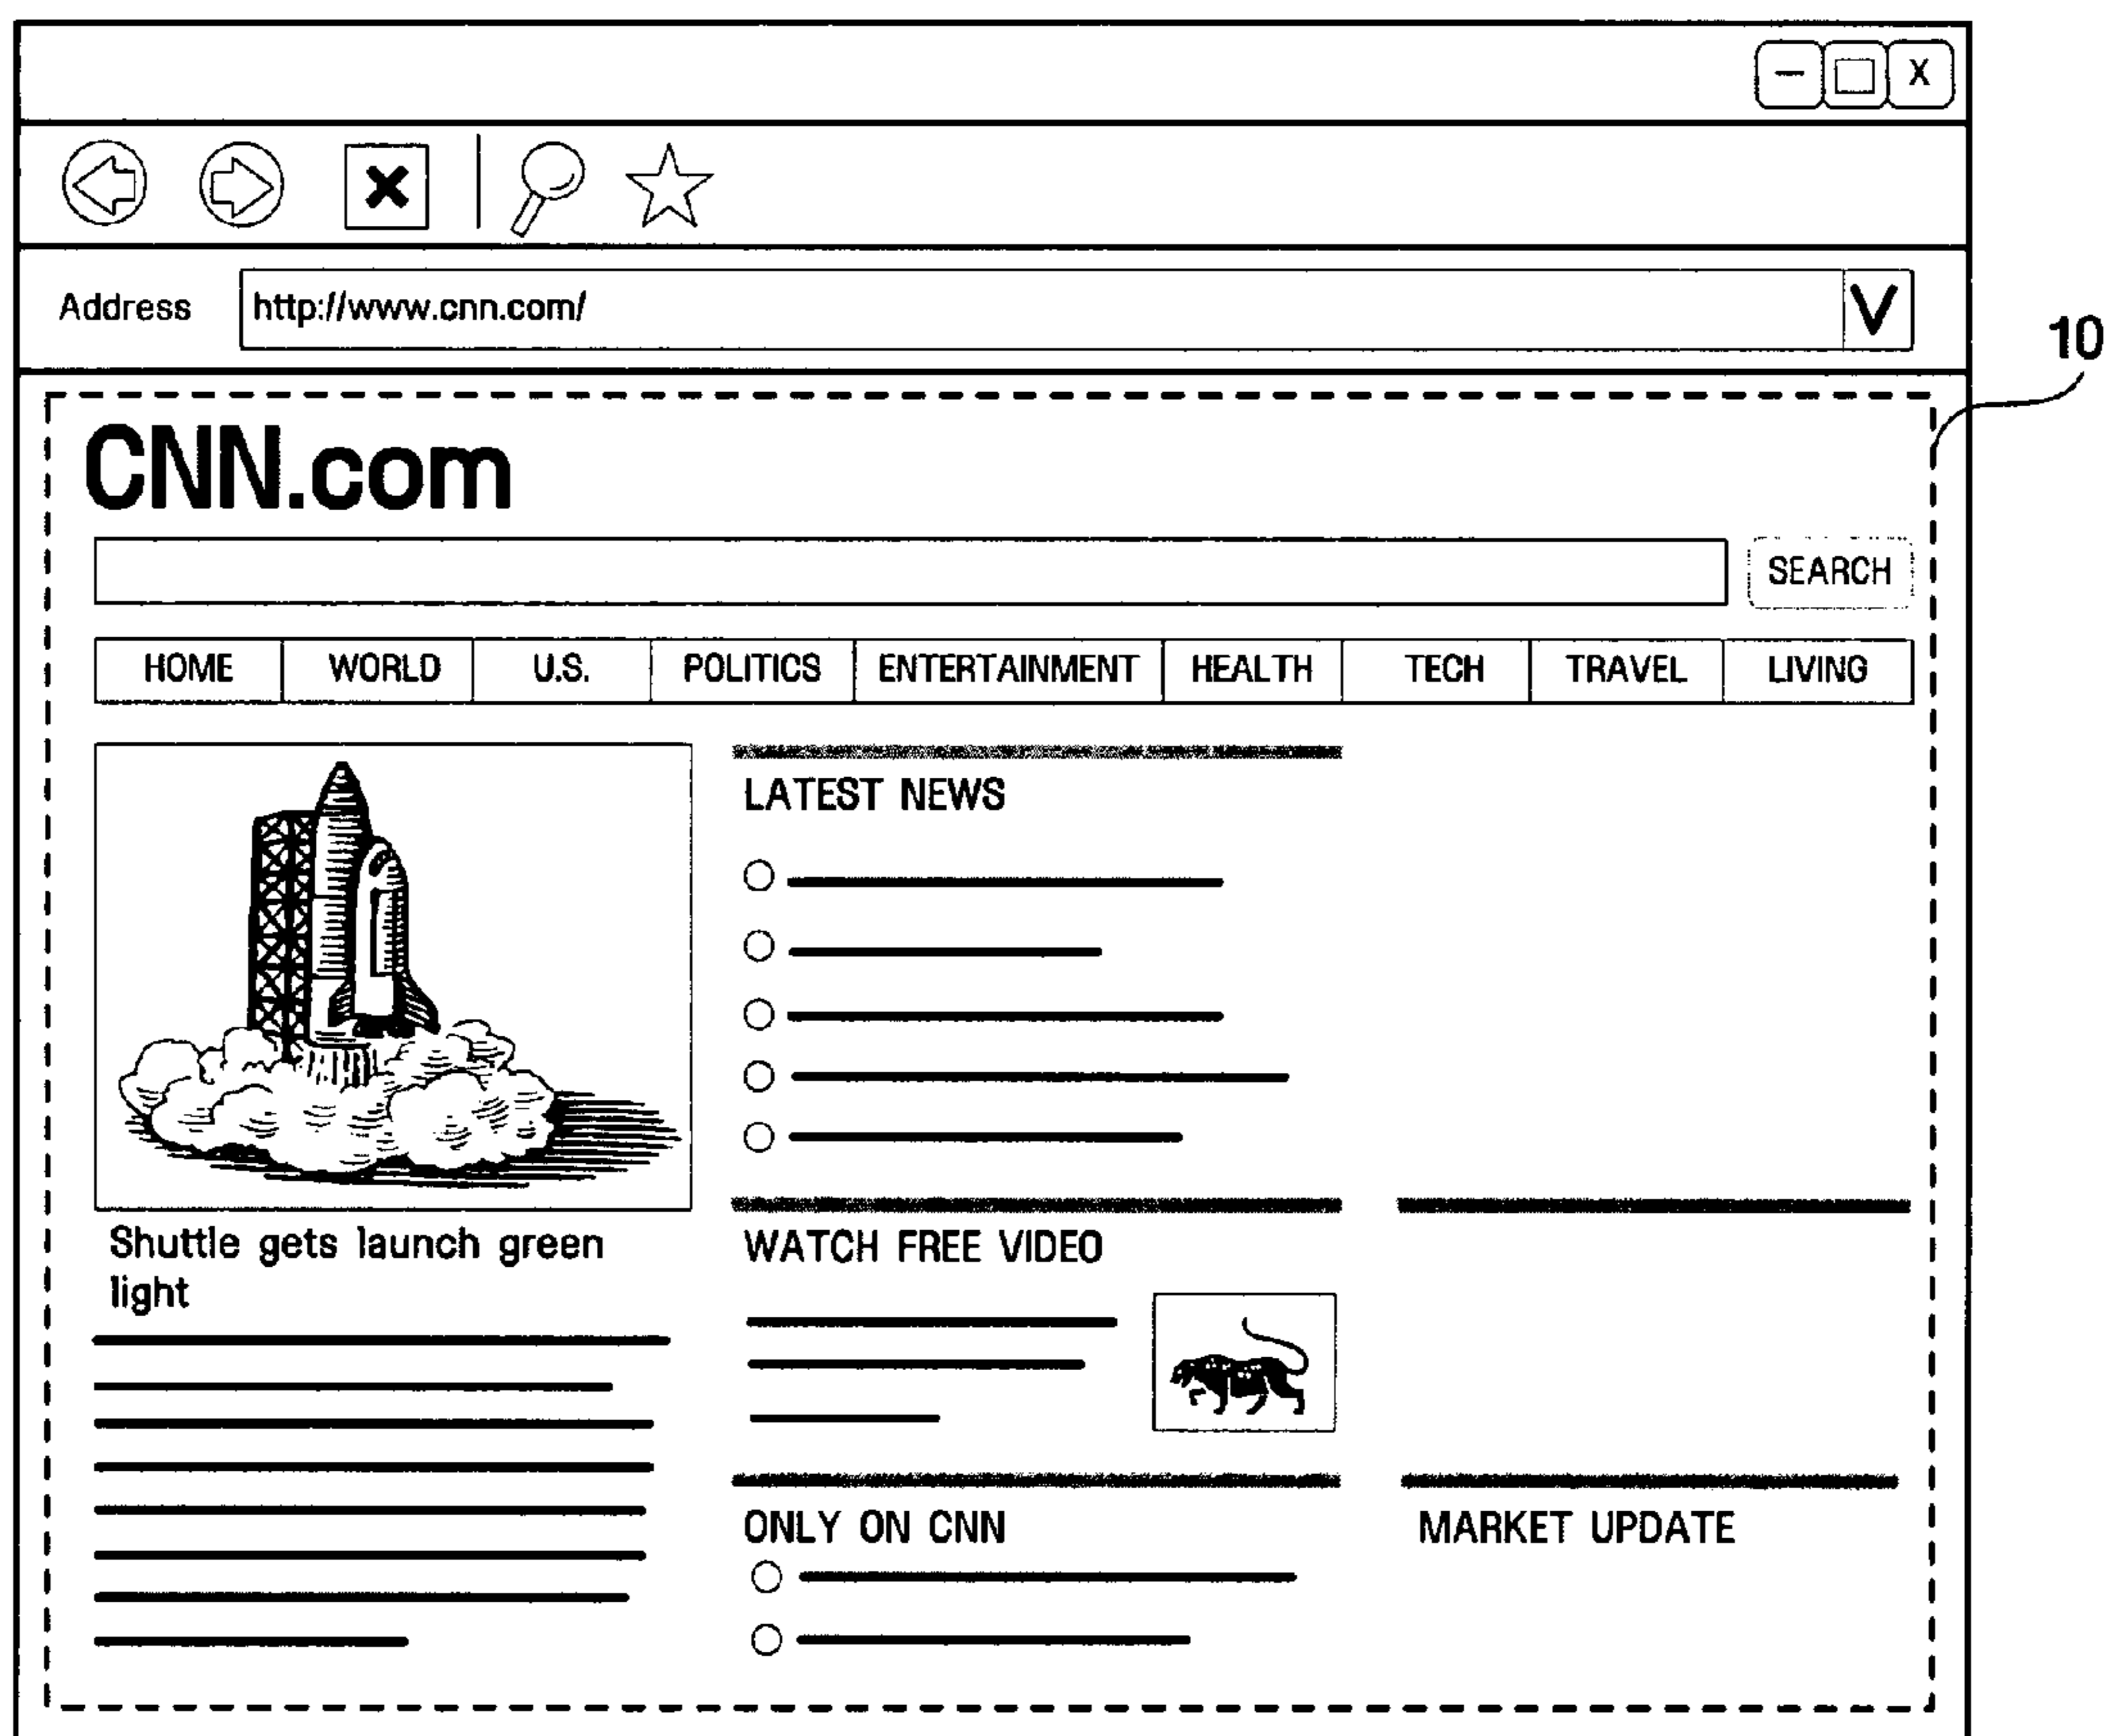 X
Address
http://www.cnn.com/
V
10
CNN.com
SEARCH
HOME WORLD U.S. POLITICS ENTERTAINMENT HEALTH TECH TRAVEL LIVING
LATEST NEWS
Shuttle gets launch green
light
WATCH FREE VIDEO
ONLY ON CNN
MARKET UPDATE